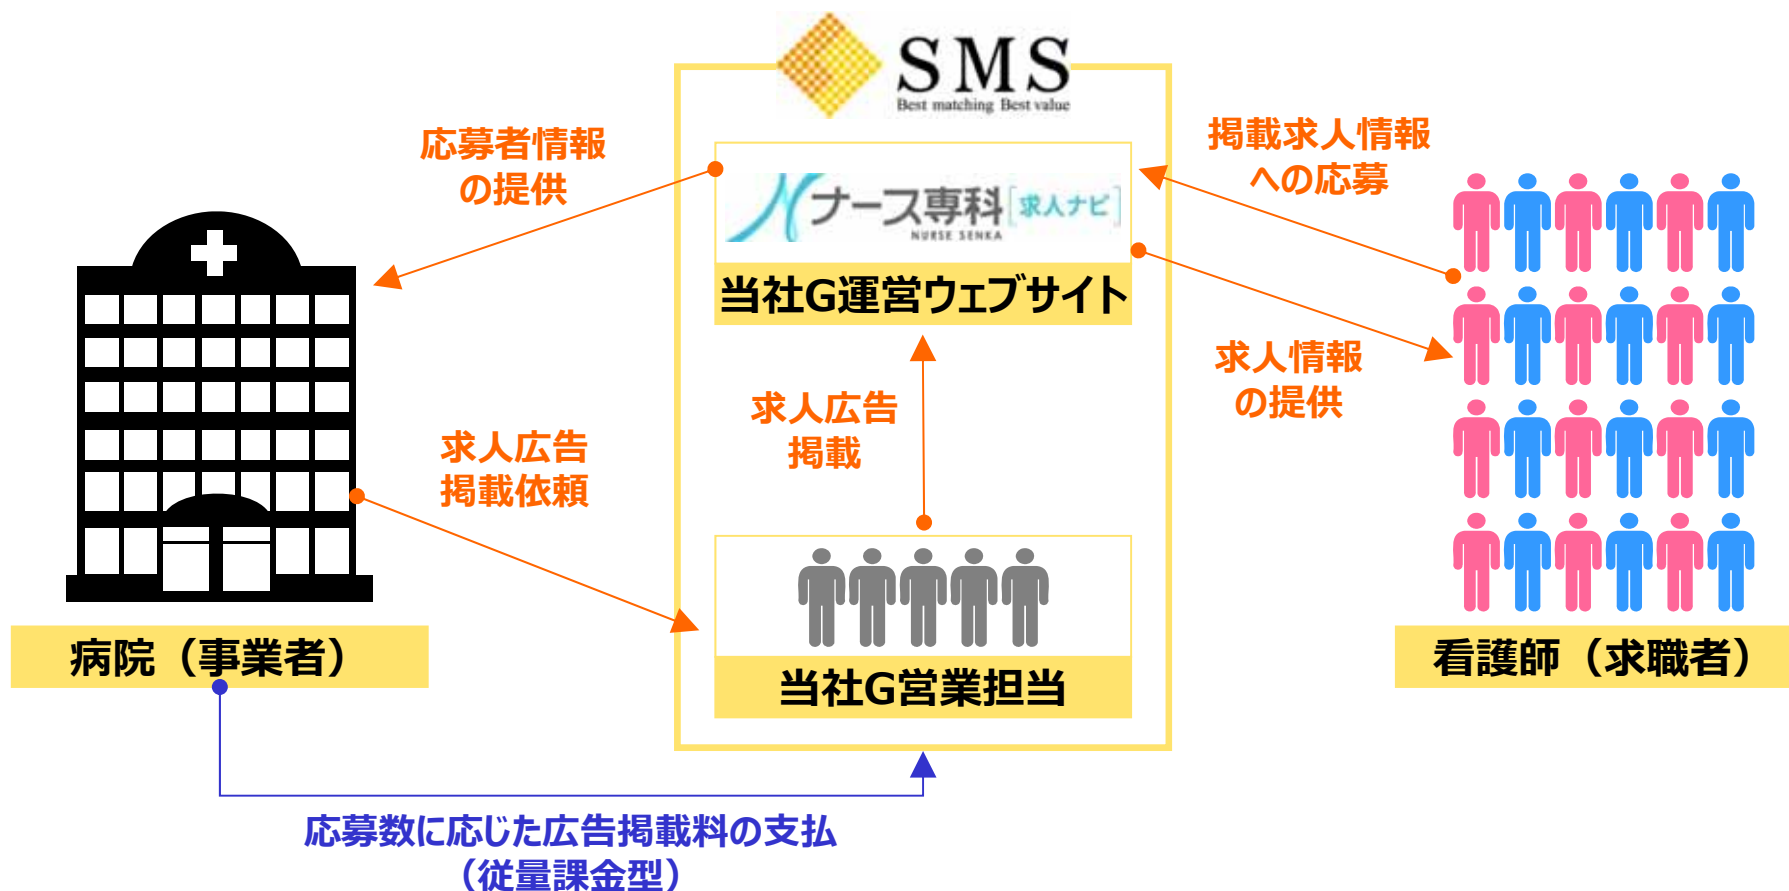 SMS
Best matching Best value
応募者情報
の提供
掲載求人情報
への応募
ナース専科[求人ナビ]
NURSE SENKA
当社G運営ウェブサイト
求人情報
の提供
求人広告
掲載
求人広告
掲載依頼
病院（事業者）
当社G営業担当
看護師（求職者）
応募数に応じた広告掲載料の支払
（従量課金型）